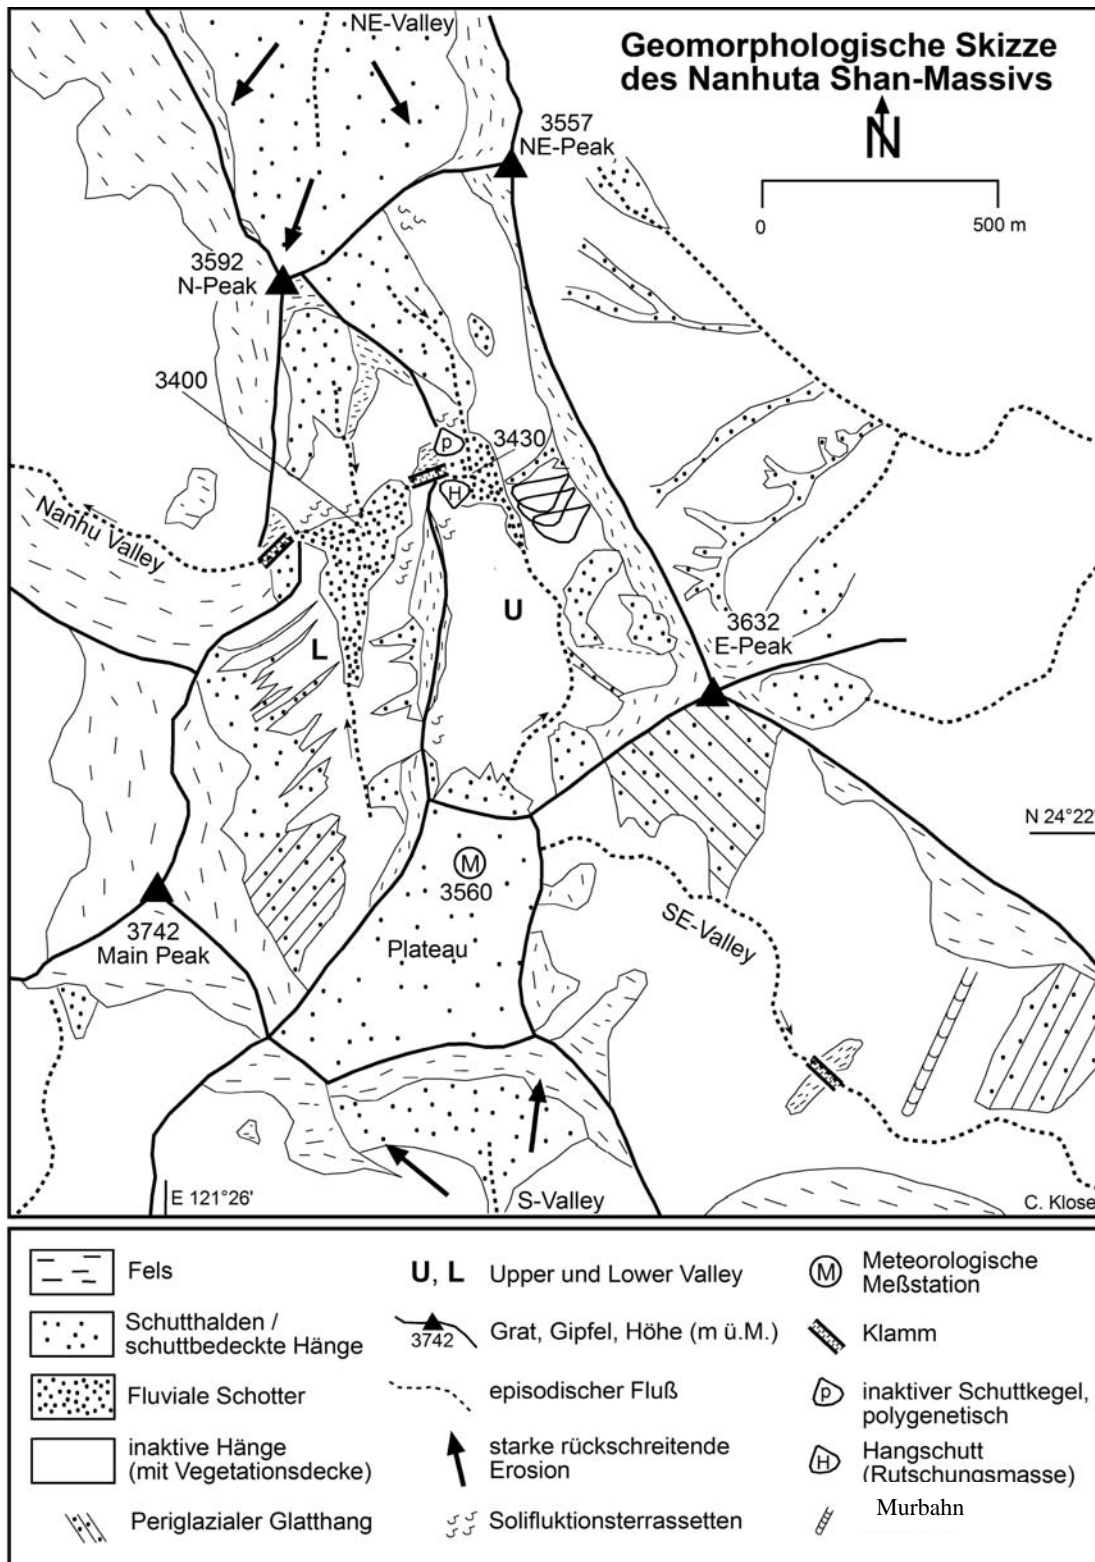 NE-Valley
Geomorphologische Skizze
des Nanhuta Shan-Massivs
N
0
500 m
3557
NE-Peak
3592
N-Peak
3400
P
3430
H
Nanhu Valley
U
L
3632
E-Peak
N 24°22'
M
3560
Plateau
SE-Valley
3742
Main Peak
E 121°26'
S-Valley
C. Klose
Fels
Schutthalden /
schuttbedeckte Hänge
Fluviale Schotter
inaktive Hänge
(mit Vegetationsdecke)
Periglazialer Glatthang
U, L Upper und Lower Valley
3742
Grat, Gipfel, Höhe (m ü.M.)
episodischer Fluß
starke rückschreitende
Erosion
Solifluktionsterrassetten
M
Meteorologische
Meßstation
Klamm
P
inaktiver Schuttkegel,
polygenetisch
H
Hangschutt
(Rutschungsmasse)
Murbahn